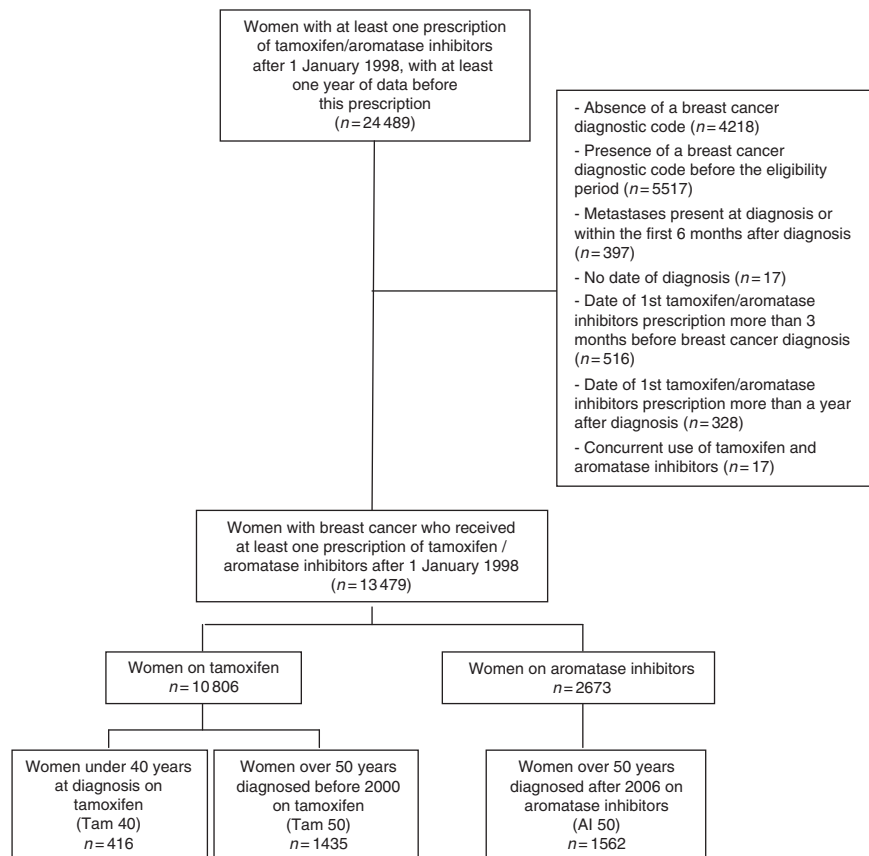 Women with at least one prescription
of tamoxifen/aromatase inhibitors
after 1 January 1998, with at least
one year of data before
this prescription
(n=24 489)
- Absence of a breast cancer
diagnostic code (n=4218)
- Presence of a breast cancer
diagnostic code before the eligibility
period (n=5517)
- Metastases present at diagnosis or
within the first 6 months after diagnosis
(n=397)
- No date of diagnosis (n=17)
- Date of 1st tamoxifen/aromatase
inhibitors prescription more than 3
months before breast cancer diagnosis
(n=516)
- Date of 1st tamoxifen/aromatase
inhibitors prescription more than a year
after diagnosis (n=328)
- Concurrent use of tamoxifen and
aromatase inhibitors (n=17)
Women with breast cancer who received
at least one prescription of tamoxifen /
aromatase inhibitors after 1 January 1998
(n=13 479)
Women on tamoxifen
n=10 806
Women on aromatase inhibitors
n=2673
Women under 40 years
at diagnosis on
tamoxifen
(Tam 40)
n=416
Women over 50 years
diagnosed before 2000
on tamoxifen
(Tam 50)
n=1435
Women over 50 years
diagnosed after 2006 on
aromatase inhibitors
(AI 50)
n=1562